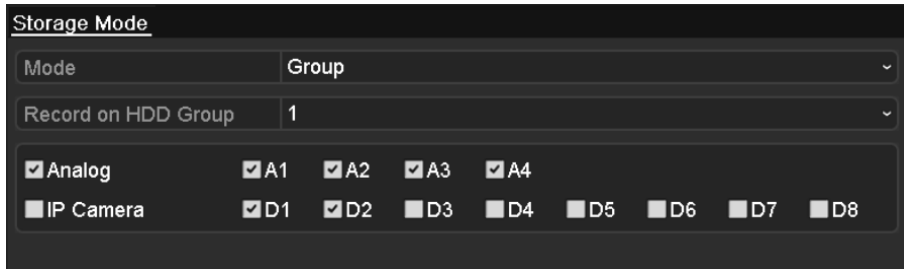 Storage Mode
Mode Group
Record on HDD Group 1
Analog A1 A2 A3 A4
IP Camera D1 D2 D3 D4 D5 D6 D7 D8